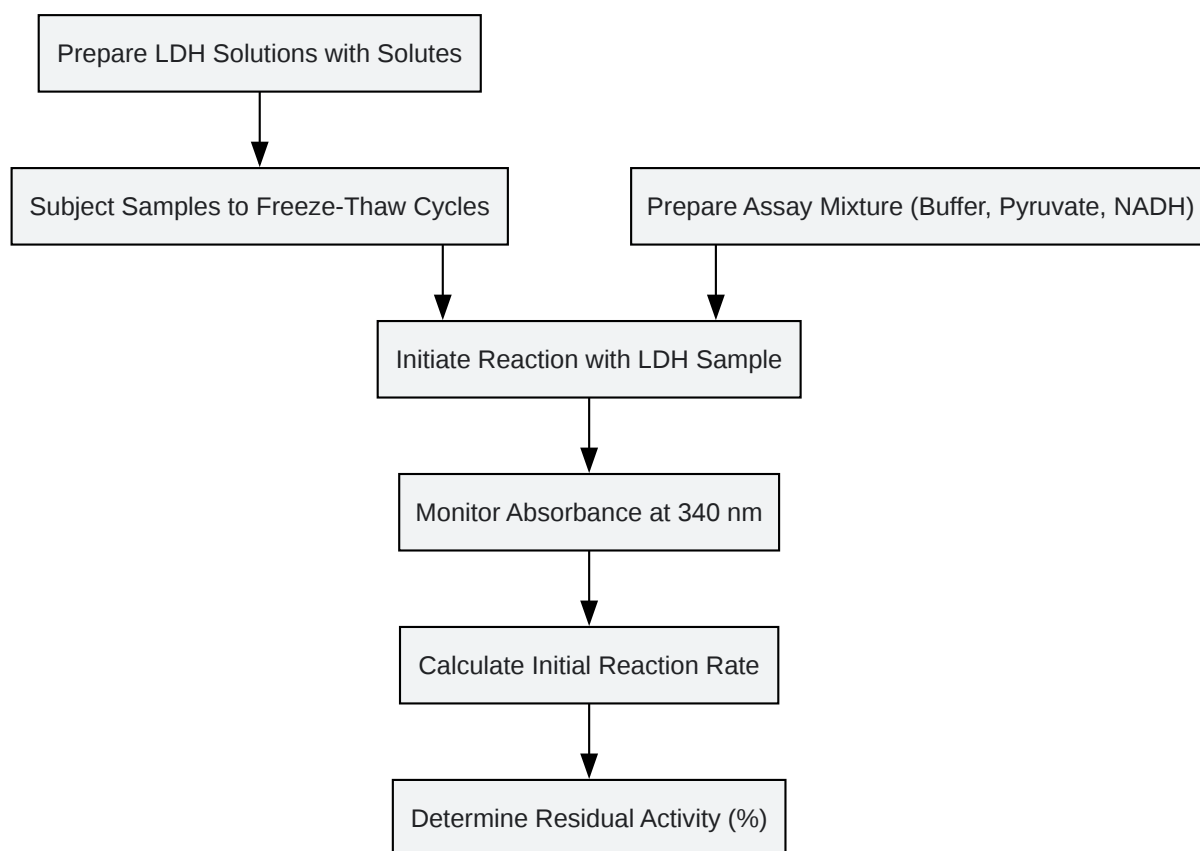 Prepare LDH Solutions with Solutes
Subject Samples to Freeze-Thaw Cycles
Prepare Assay Mixture (Buffer, Pyruvate, NADH)
Initiate Reaction with LDH Sample
Monitor Absorbance at 340 nm
Calculate Initial Reaction Rate
Determine Residual Activity (%)